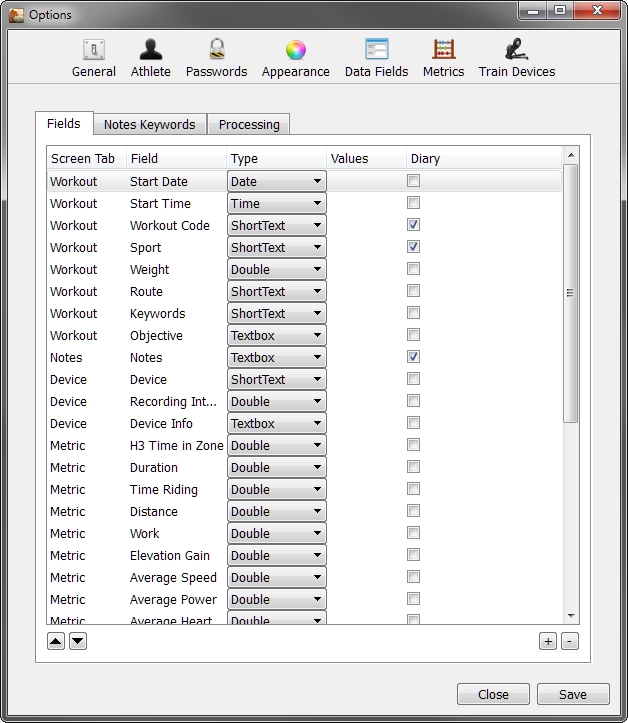 Options
General Athlete Passwords Appearance Data Fields Metrics Train Devices
Fields Notes Keywords Processing
Screen Tab Field Type Values Diary
Workout Start Date Date
Workout Start Time Time
Workout Workout Code ShortText
Workout Sport ShortText
Workout Weight Double
Workout Route ShortText
Workout Keywords ShortText
Workout Objective Textbox
Notes Notes Textbox
Device Device ShortText
Device Recording Int... Double
Device Device Info Textbox
Metric H3 Time in Zone Double
Metric Duration Double
Metric Time Riding Double
Metric Distance Double
Metric Work Double
Metric Elevation Gain Double
Metric Average Speed Double
Metric Average Power Double
Metric Average Heart Double
+ -
Close Save